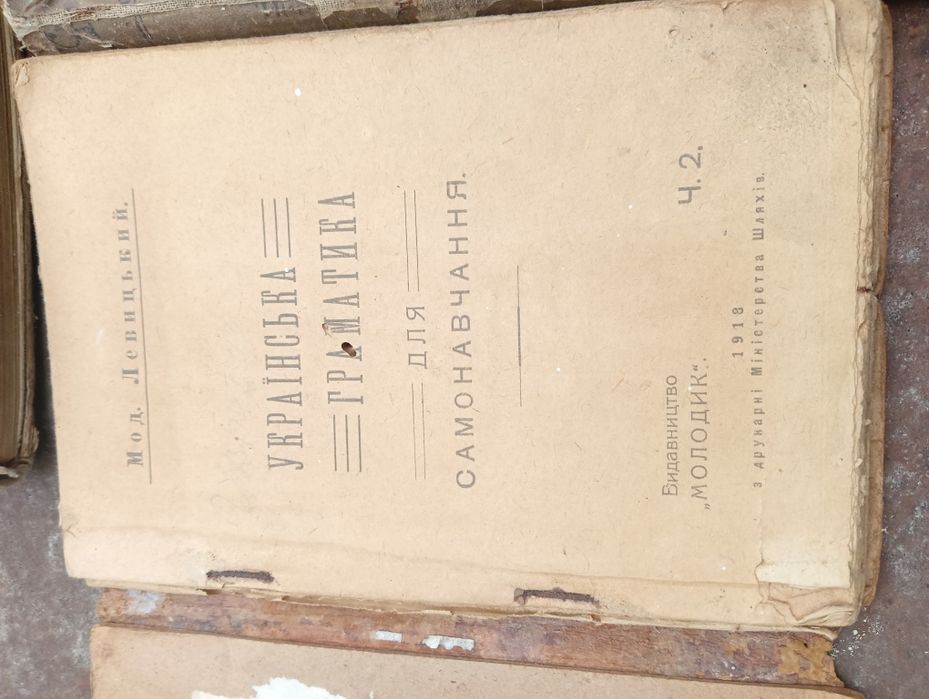 Мод. Левицький.
УКРАЇНСЬКА
ГРАМАТИКА
ДЛЯ
САМОНАВЧАННЯ.
Видавництво
„МОЛОДИК“.
Ч. 2.
1918
З друкарні Міністерства Шляхів.